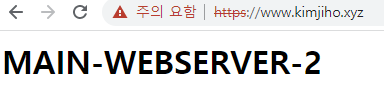 주의 요함 | https://www.kimjiho.xyz
MAIN-WEBSERVER-2